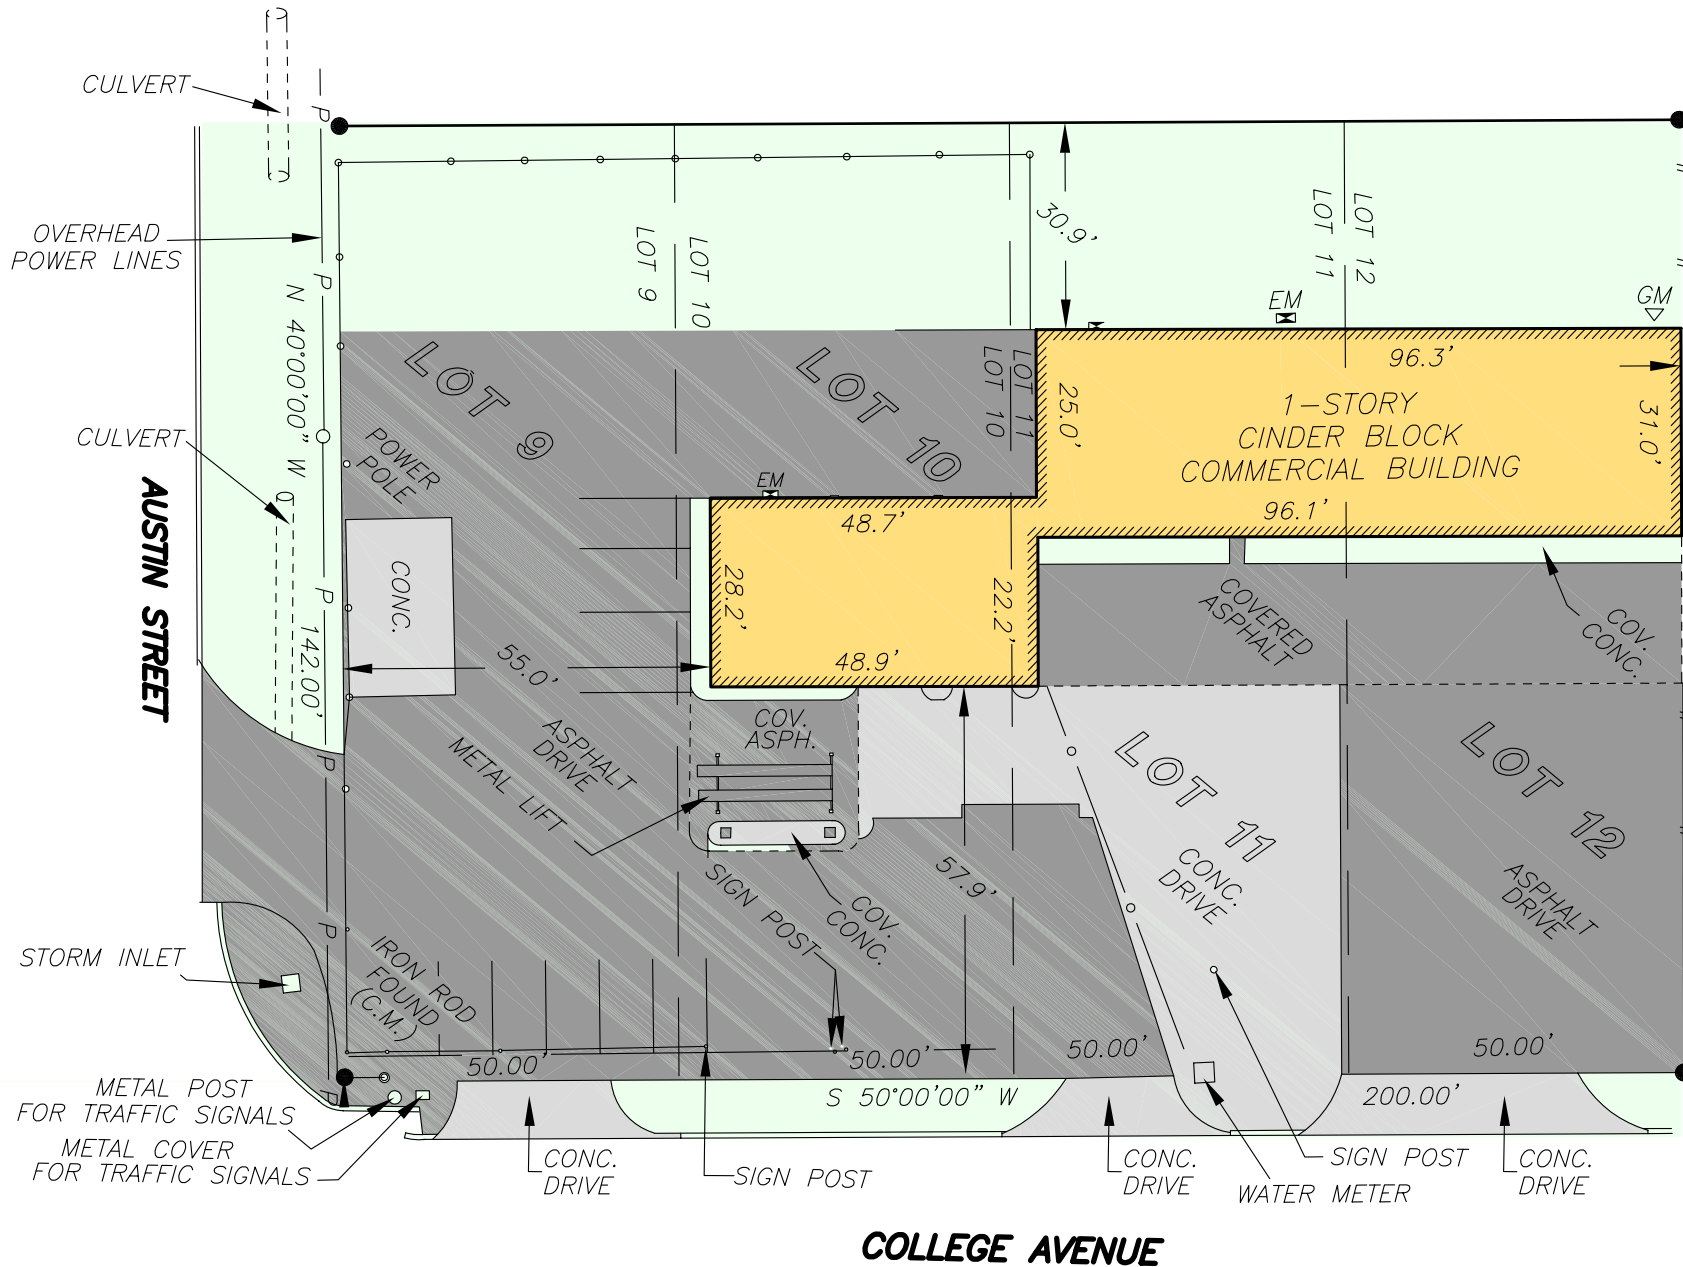 CULVERT
P
OVERHEAD
POWER LINES
P
N 40°00'00" W
CULVERT
AUSTIN STREET
P
142.00'
P
P
P
LOT 9
LOT 10
30.9'
LOT 11
LOT 12
EM
GM
LOT 9
LOT 10
LOT 10
LOT 11
25.0'
96.3'
1-STORY
CINDER BLOCK
COMMERCIAL BUILDING
31.0'
96.1'
POWER
POLE
EM
48.7'
28.2'
22.2'
48.9'
CONC.
55.0'
COVERED
ASPHALT
COV.
CONC.
COV.
ASPH.
ASPHALT
DRIVE
METAL LIFT
LOT 11
LOT 12
CONC.
DRIVE
ASPHALT
DRIVE
57.9'
SIGN POST
COV.
CONC.
STORM INLET
IRON ROD
FOUND
(C.M.)
50.00'
50.00'
50.00'
50.00'
S 50°00'00" W
200.00'
METAL POST
FOR TRAFFIC SIGNALS
METAL COVER
FOR TRAFFIC SIGNALS
CONC.
DRIVE
SIGN POST
CONC.
DRIVE
SIGN POST
WATER METER
CONC.
DRIVE
COLLEGE AVENUE